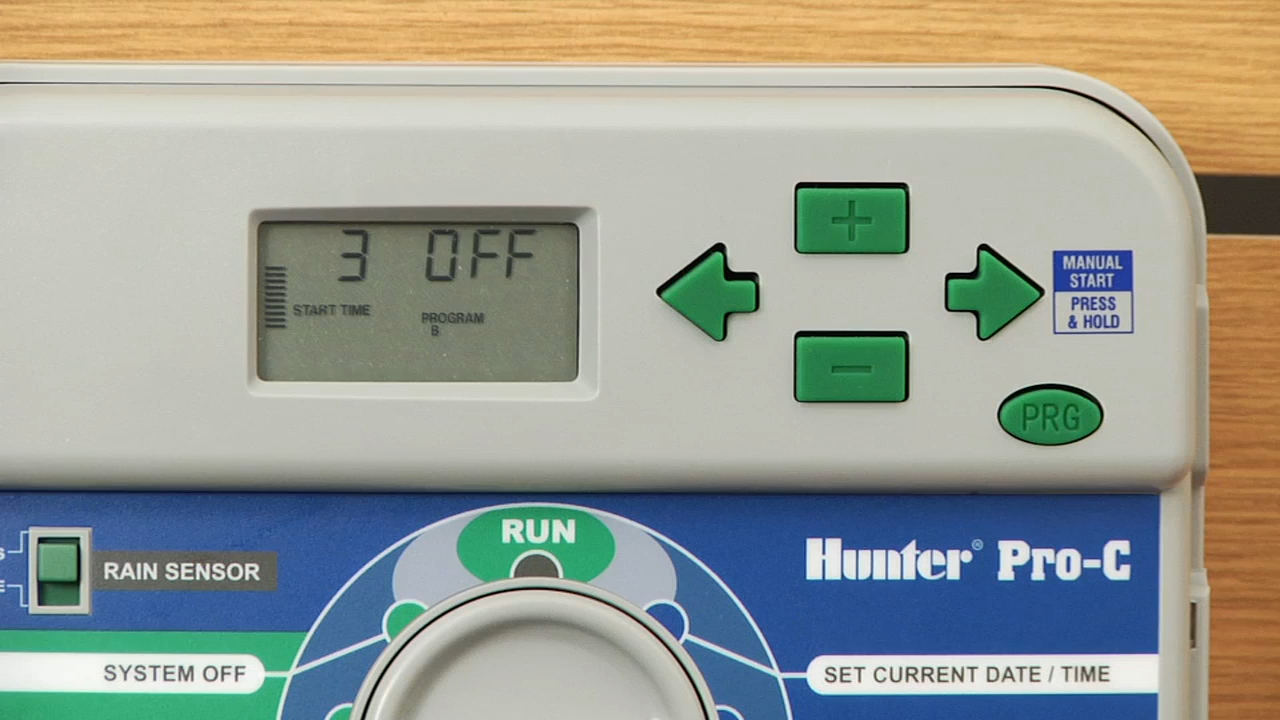 3 OFF
START TIME
PROGRAM
B
+
-
MANUAL
START
PRESS
& HOLD
PRG
RUN
Hunter® Pro-C
S
E
RAIN SENSOR
SYSTEM OFF
SET CURRENT DATE / TIME